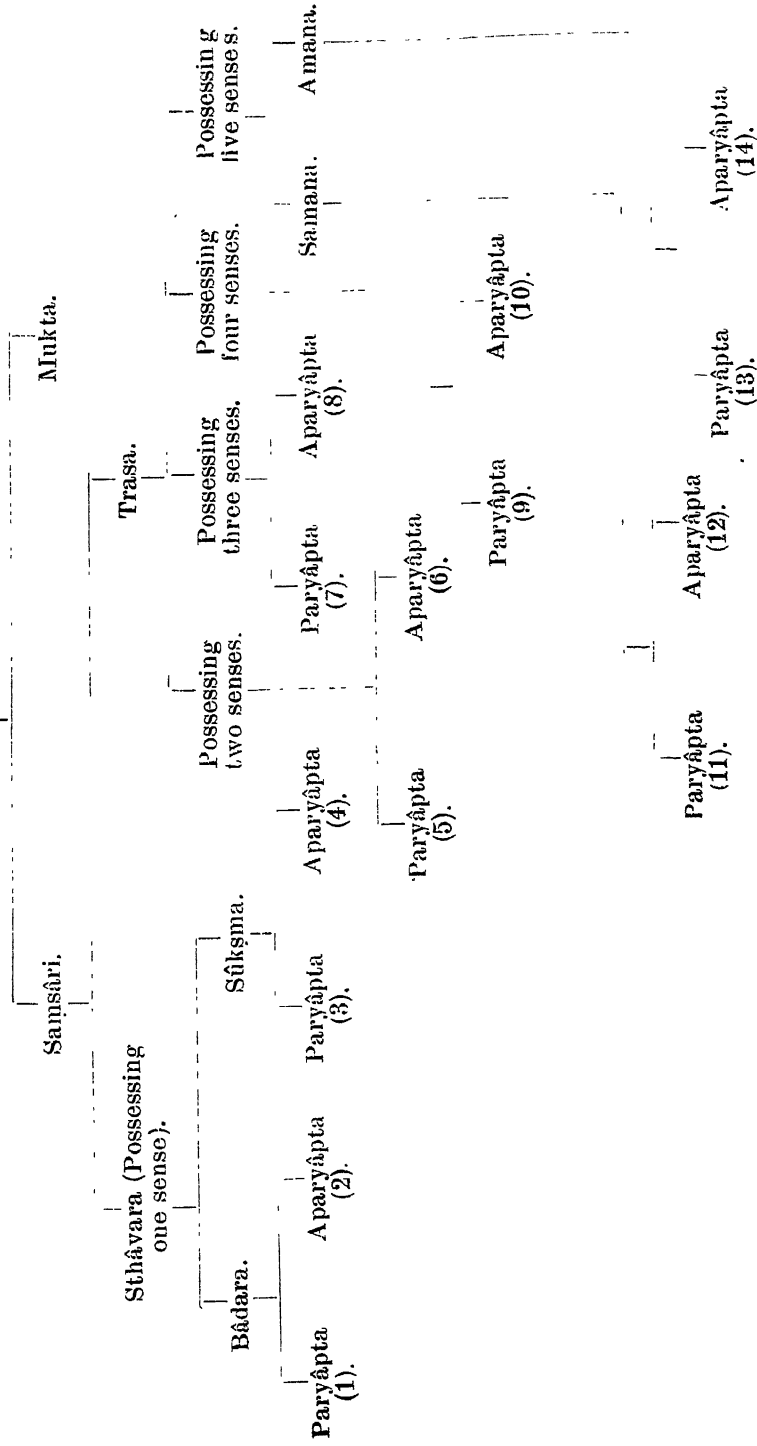 Mukta.
Saṃsâri.
Trasa.
Sthâvara (Possessing
one sense).
Possessing
two senses.
Possessing
three senses.
Possessing
four senses.
Possessing
five senses.
Bâdara.
Sûkṣma.
Samana.
Amana.
Paryâpta
(1).
Aparyâpta
(2).
Paryâpta
(3).
Aparyâpta
(4).
Paryâpta
(7).
Aparyâpta
(8).
Paryâpta
(5).
Aparyâpta
(6).
Paryâpta
(9).
Aparyâpta
(10).
Paryâpta
(11).
Aparyâpta
(12).
Paryâpta
(13).
Aparyâpta
(14).